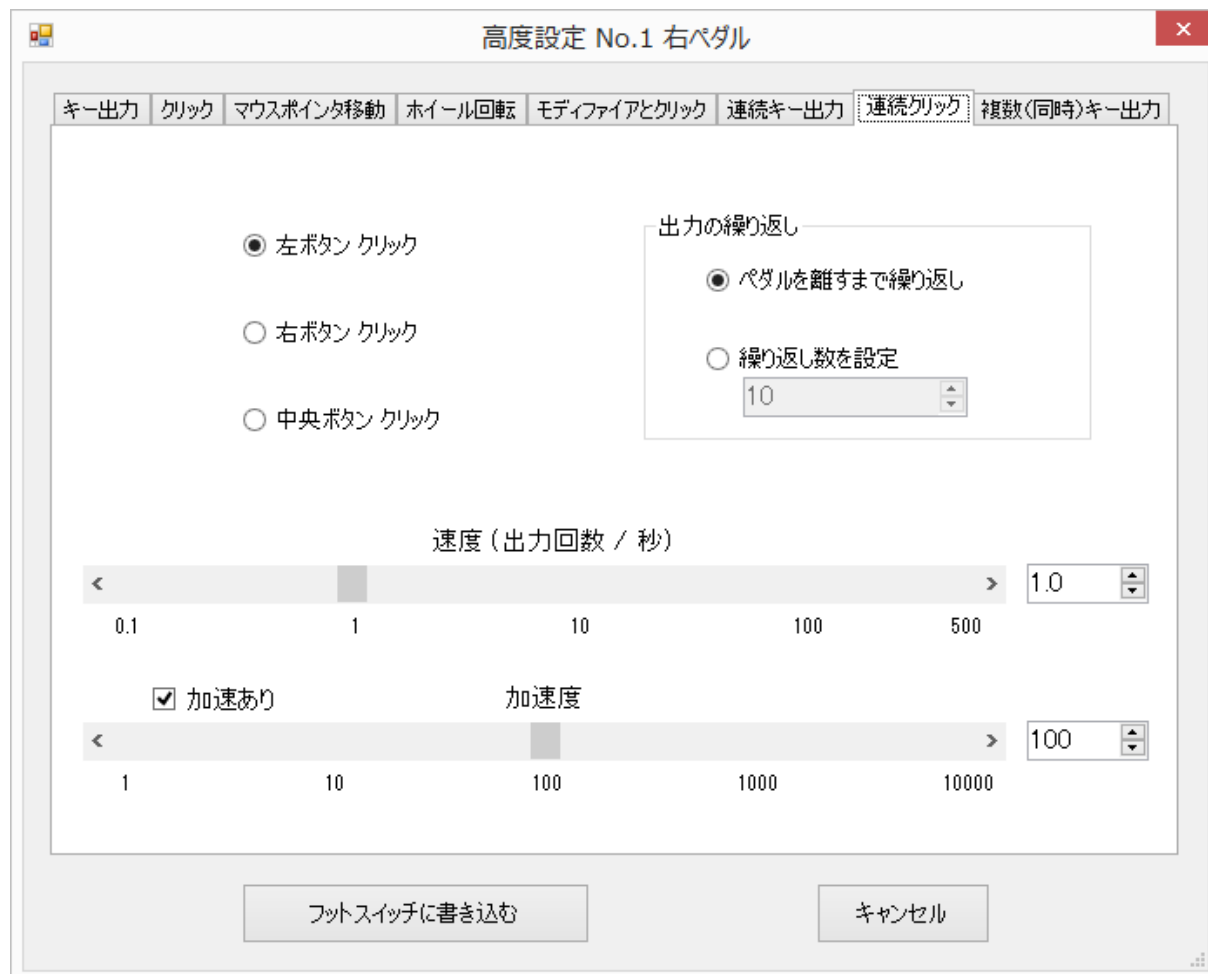 高度設定 No.1 右ペダル
キー出力 クリック マウスポインタ移動 ホイール回転 モディファイアとクリック 連続キー出力 連続クリック 複数(同時)キー出力
左ボタン クリック
右ボタン クリック
中央ボタン クリック
出力の繰り返し
ペダルを離すまで繰り返し
繰り返し数を設定
10
速度 (出力回数 / 秒)
1.0
0.1 1 10 100 500
加速あり 加速度
100
1 10 100 1000 10000
フットスイッチに書き込む キャンセル